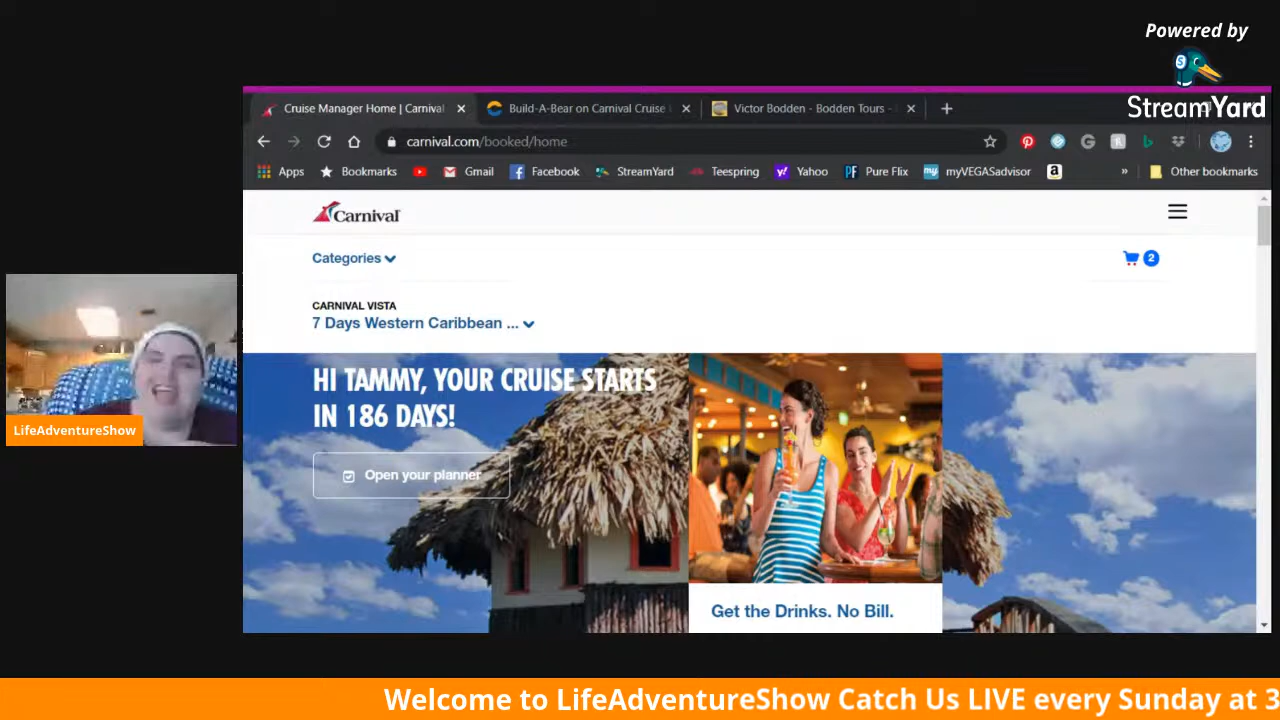 Powered by
StreamYard
Cruise Manager Home | Carnival
Build-A-Bear on Carnival Cruise
Victor Bodden - Bodden Tours -
carnival.com/booked/home
Apps
Bookmarks
Gmail
Facebook
StreamYard
Teespring
Yahoo
PF
Pure Flix
my
myVEGASadvisor
a
»
Other bookmarks
Carnival
Categories
2
CARNIVAL VISTA
7 Days Western Caribbean ...
HI TAMMY, YOUR CRUISE STARTS
IN 186 DAYS!
Open your planner
Get the Drinks. No Bill.
LifeAdventureShow
Welcome to LifeAdventureShow Catch Us LIVE every Sunday at 3